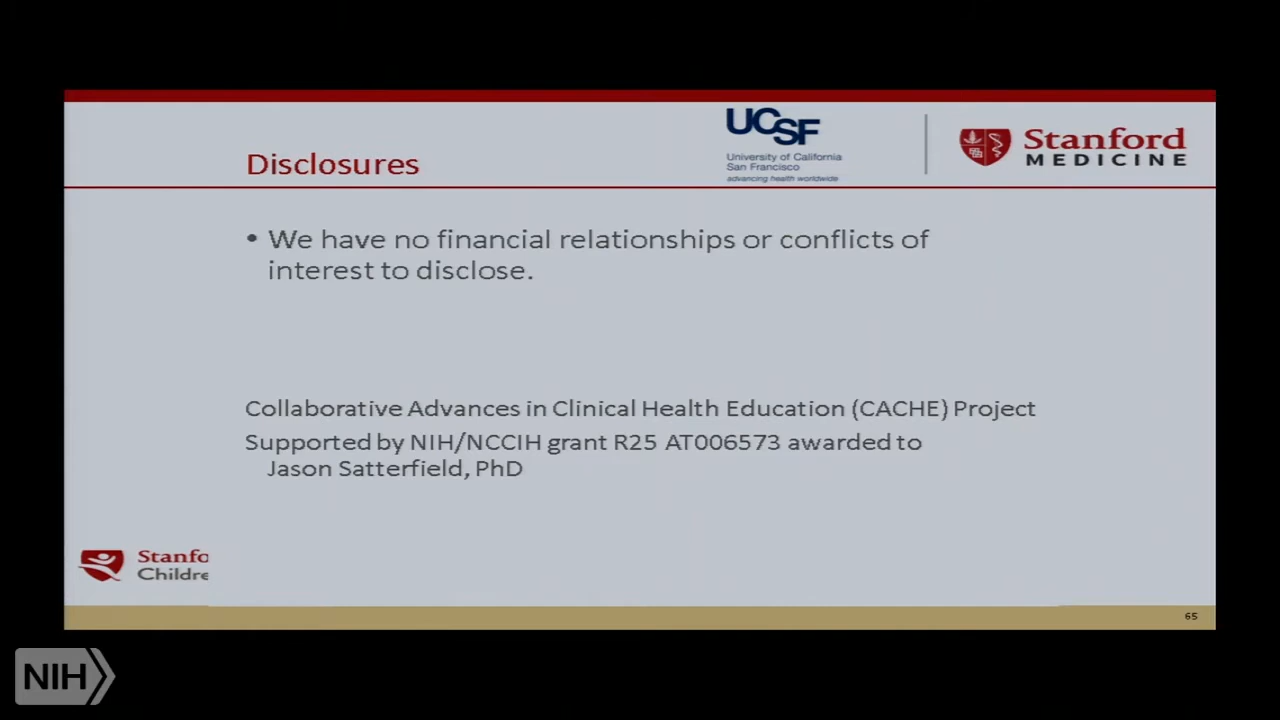 UCSF
University of California
San Francisco
advancing health worldwide
Stanford
MEDICINE
Disclosures
• We have no financial relationships or conflicts of
interest to disclose.
Collaborative Advances in Clinical Health Education (CACHE) Project
Supported by NIH/NCCIH grant R25 AT006573 awarded to
Jason Satterfield, PhD
Stanfo
Childre
65
NIH